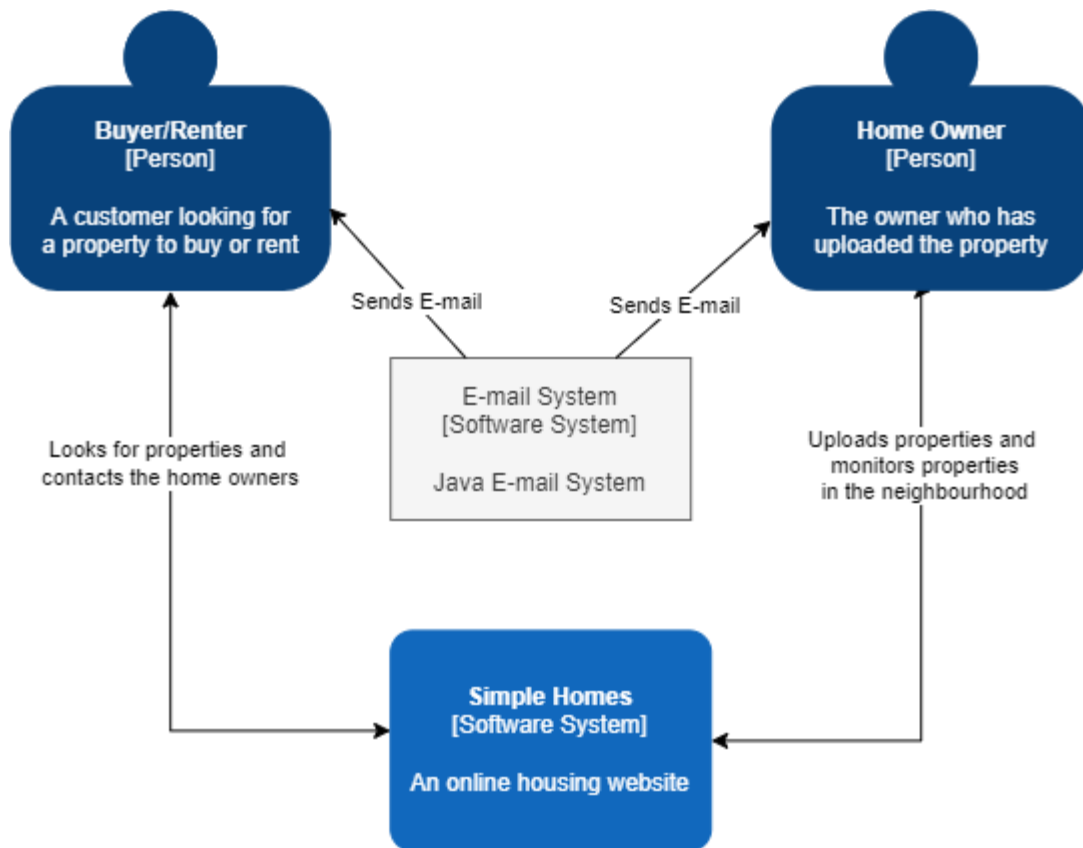 Buyer/Renter
[Person]
A customer looking for
a property to buy or rent
Home Owner
[Person]
The owner who has
uploaded the property
Sends E-mail
Sends E-mail
E-mail System
[Software System]
Java E-mail System
Looks for properties and
contacts the home owners
Uploads properties and
monitors properties
in the neighbourhood
Simple Homes
[Software System]
An online housing website